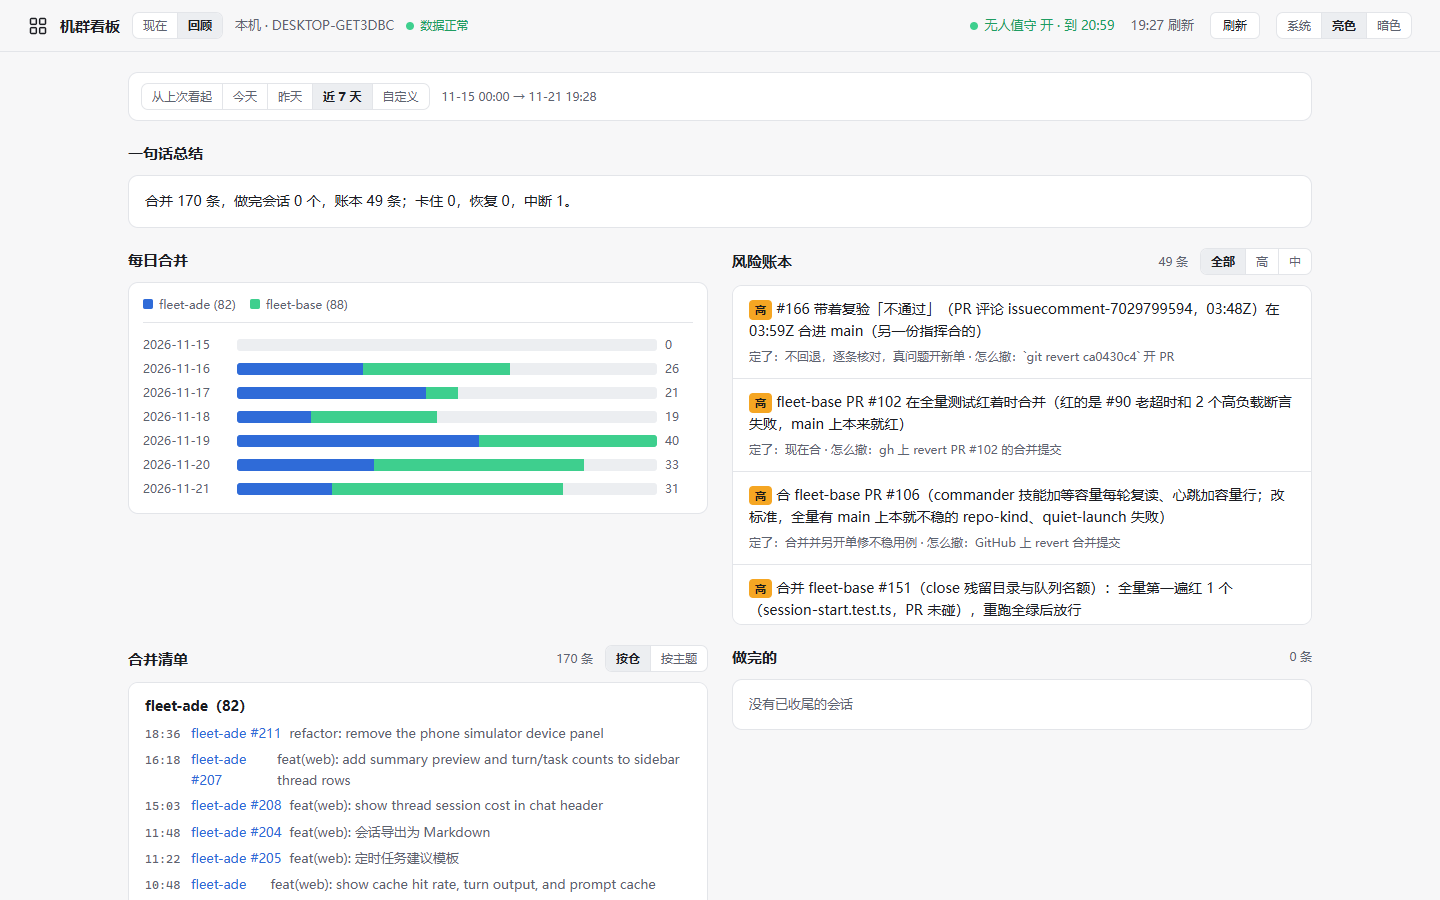 机群看板 现在 回顾 本机 · DESKTOP-GET3DBC 数据正常 无人值守 开 · 到 20:59 19:27 刷新 刷新 系统 亮色 暗色
从上次看起 今天 昨天 近 7 天 自定义 11-15 00:00 → 11-21 19:28
一句话总结
合并 170 条，做完会话 0 个，账本 49 条；卡住 0，恢复 0，中断 1。
每日合并
fleet-ade (82) fleet-base (88)
2026-11-15 0
2026-11-16 26
2026-11-17 21
2026-11-18 19
2026-11-19 40
2026-11-20 33
2026-11-21 31
风险账本 49 条 全部 高 中
高 #166 带着复验「不通过」（PR 评论 issuecomment-7029799594，03:48Z）在
03:59Z 合进 main（另一份指挥合的）
定了：不回退，逐条核对，真问题开新单 · 怎么撤：`git revert ca0430c4` 开 PR
高 fleet-base PR #102 在全量测试红着时合并（红的是 #90 老超时和 2 个高负载断言
失败，main 上本来就红）
定了：现在合 · 怎么撤：gh 上 revert PR #102 的合并提交
高 合 fleet-base PR #106（commander 技能加等容量每轮复读、心跳加容量行；改
标准，全量有 main 上本就不稳的 repo-kind、quiet-launch 失败）
定了：合并并另开单修不稳用例 · 怎么撤：GitHub 上 revert 合并提交
高 合并 fleet-base #151（close 残留目录与队列名额）：全量第一遍红 1 个
（session-start.test.ts，PR 未碰），重跑全绿后放行
合并清单 170 条 按仓 按主题
fleet-ade（82）
18:36 fleet-ade #211 refactor: remove the phone simulator device panel
16:18 fleet-ade #207 feat(web): add summary preview and turn/task counts to sidebar
thread rows
15:03 fleet-ade #208 feat(web): show thread session cost in chat header
11:48 fleet-ade #204 feat(web): 会话导出为 Markdown
11:22 fleet-ade #205 feat(web): 定时任务建议模板
10:48 fleet-ade feat(web): show cache hit rate, turn output, and prompt cache
做完的 0 条
没有已收尾的会话